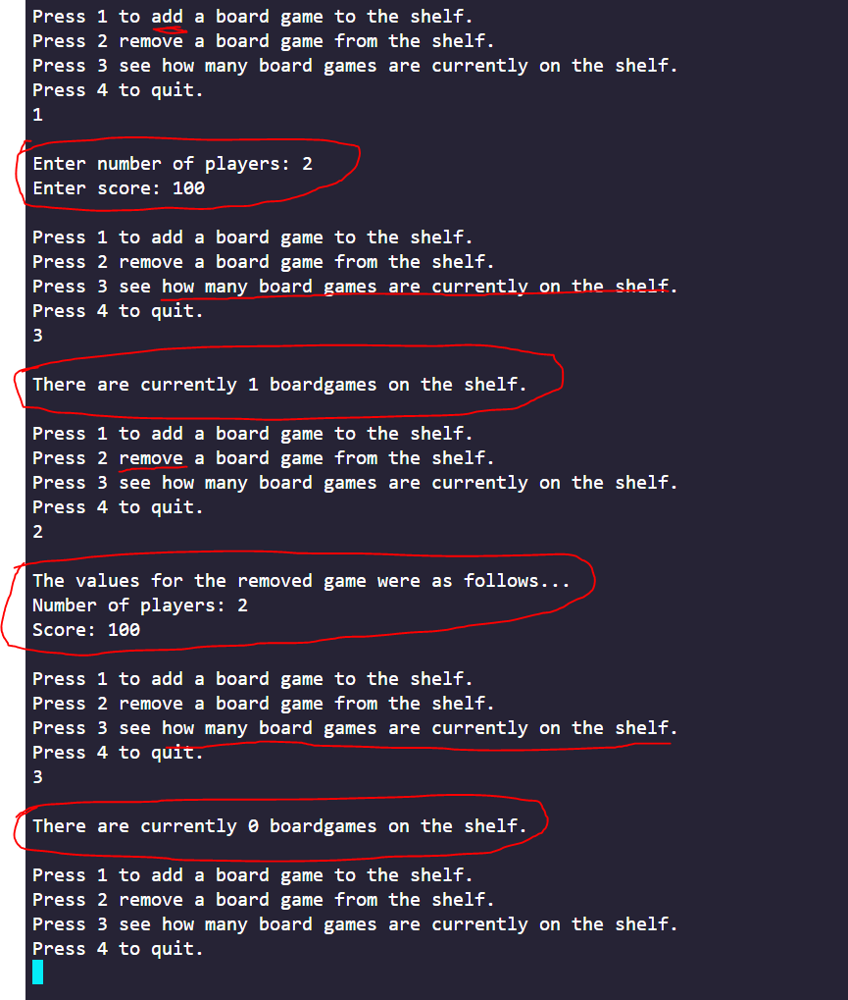 Press 1 to add a board game to the shelf.
Press 2 remove a board game from the shelf.
Press 3 see how many board games are currently on the shelf.
Press 4 to quit.
1
Enter number of players: 2
Enter score: 100
Press 1 to add a board game to the shelf.
Press 2 remove a board game from the shelf.
Press 3 see how many board games are currently on the shelf.
Press 4 to quit.
3
There are currently 1 boardgames on the shelf.
Press 1 to add a board game to the shelf.
Press 2 remove a board game from the shelf.
Press 3 see how many board games are currently on the shelf.
Press 4 to quit.
2
The values for the removed game were as follows...
Number of players: 2
Score: 100
Press 1 to add a board game to the shelf.
Press 2 remove a board game from the shelf.
Press 3 see how many board games are currently on the shelf.
Press 4 to quit.
3
There are currently 0 boardgames on the shelf.
Press 1 to add a board game to the shelf.
Press 2 remove a board game from the shelf.
Press 3 see how many board games are currently on the shelf.
Press 4 to quit.